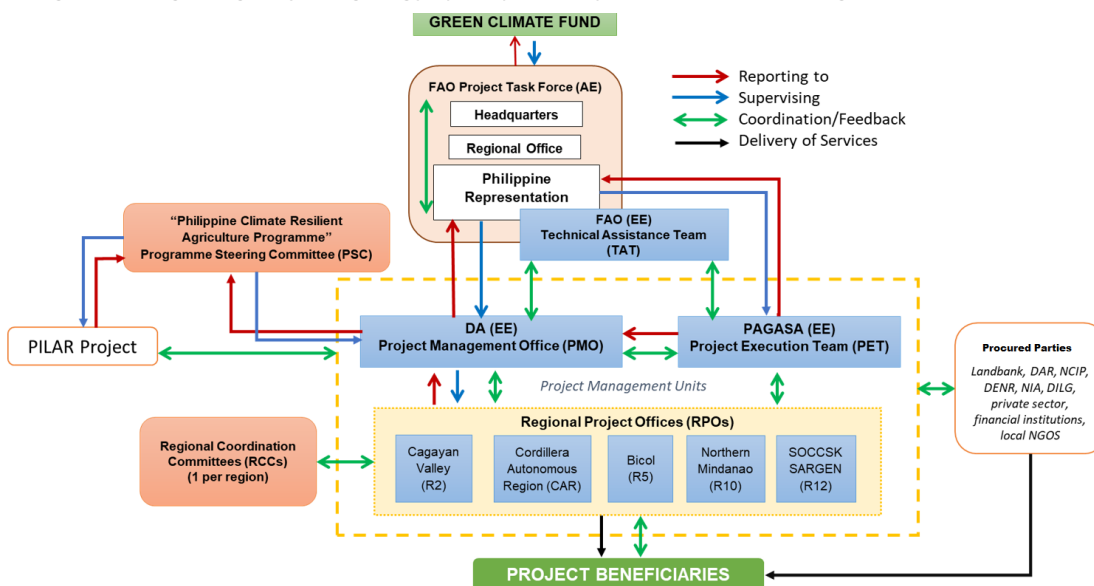 GREEN CLIMATE FUND
FAO Project Task Force (AE)
Headquarters
Regional Office
Philippine
Representation
FAO (EE)
Technical Assistance Team
(TAT)
Reporting to
Supervising
Coordination/Feedback
Delivery of Services
“Philippine Climate Resilient
Agriculture Programme”
Programme Steering Committee (PSC)
PILAR Project
DA (EE)
Project Management Office (PMO)
PAGASA (EE)
Project Execution Team (PET)
Procured Parties
Landbank, DAR, NCIP,
DENR, NIA, DILG,
private sector,
financial institutions,
local NGOS
Project Management Units
Regional Project Offices (RPOs)
Cagayan
Valley
(R2)
Cordillera
Autonomous
Region (CAR)
Bicol
(R5)
Northern
Mindanao
(R10)
SOCCSK
SARGEN
(R12)
Regional Coordination
Committees (RCCs)
(1 per region)
PROJECT BENEFICIARIES